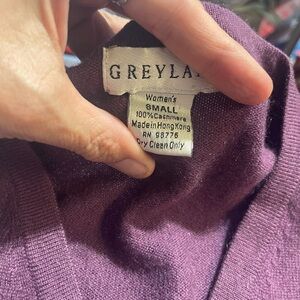 GREYLA
Women's
SMALL
100% Cashmere
Made in Hong Kong
RN 98776
Dry Clean Only